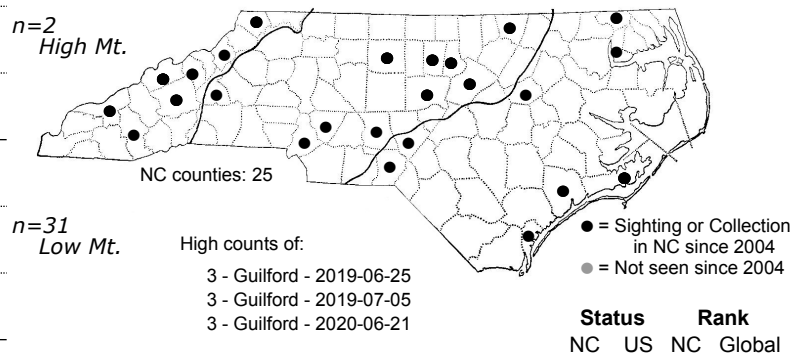 n=2
High Mt.
NC counties: 25
n=31
Low Mt.
High counts of:
3 - Guilford - 2019-06-25
3 - Guilford - 2019-07-05
3 - Guilford - 2020-06-21
= Sighting or Collection
in NC since 2004
= Not seen since 2004
Status Rank
NC US NC Global